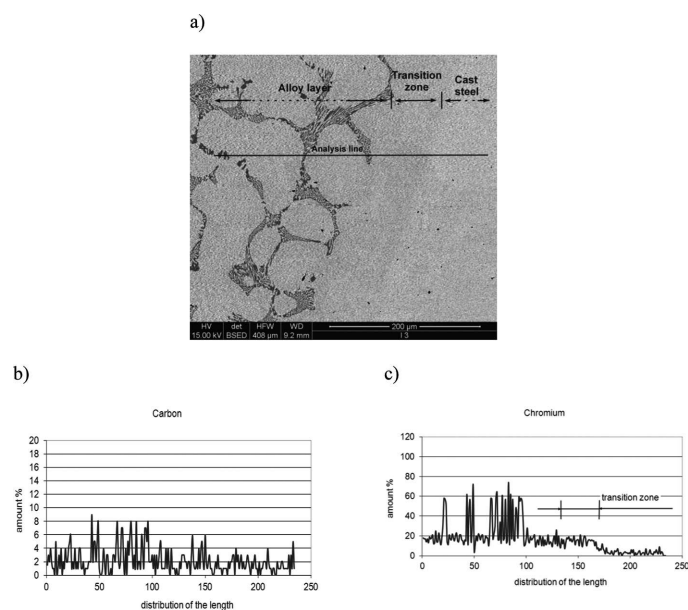 a)
Transition
zone
Cast
steel
Alloy layer
Analysis line
HV det HFW WD
15.00 kV BSED 408 µm 9.2 mm
200 µm
I 3
b)
Carbon
amount %
20
18
16
14
12
10
8
6
4
2
0
0 50 100 150 200 250
distribution of the length
c)
Chromium
amount %
120
100
80
60
40
20
0
transition zone
0 50 100 150 200 250
distribution of the length